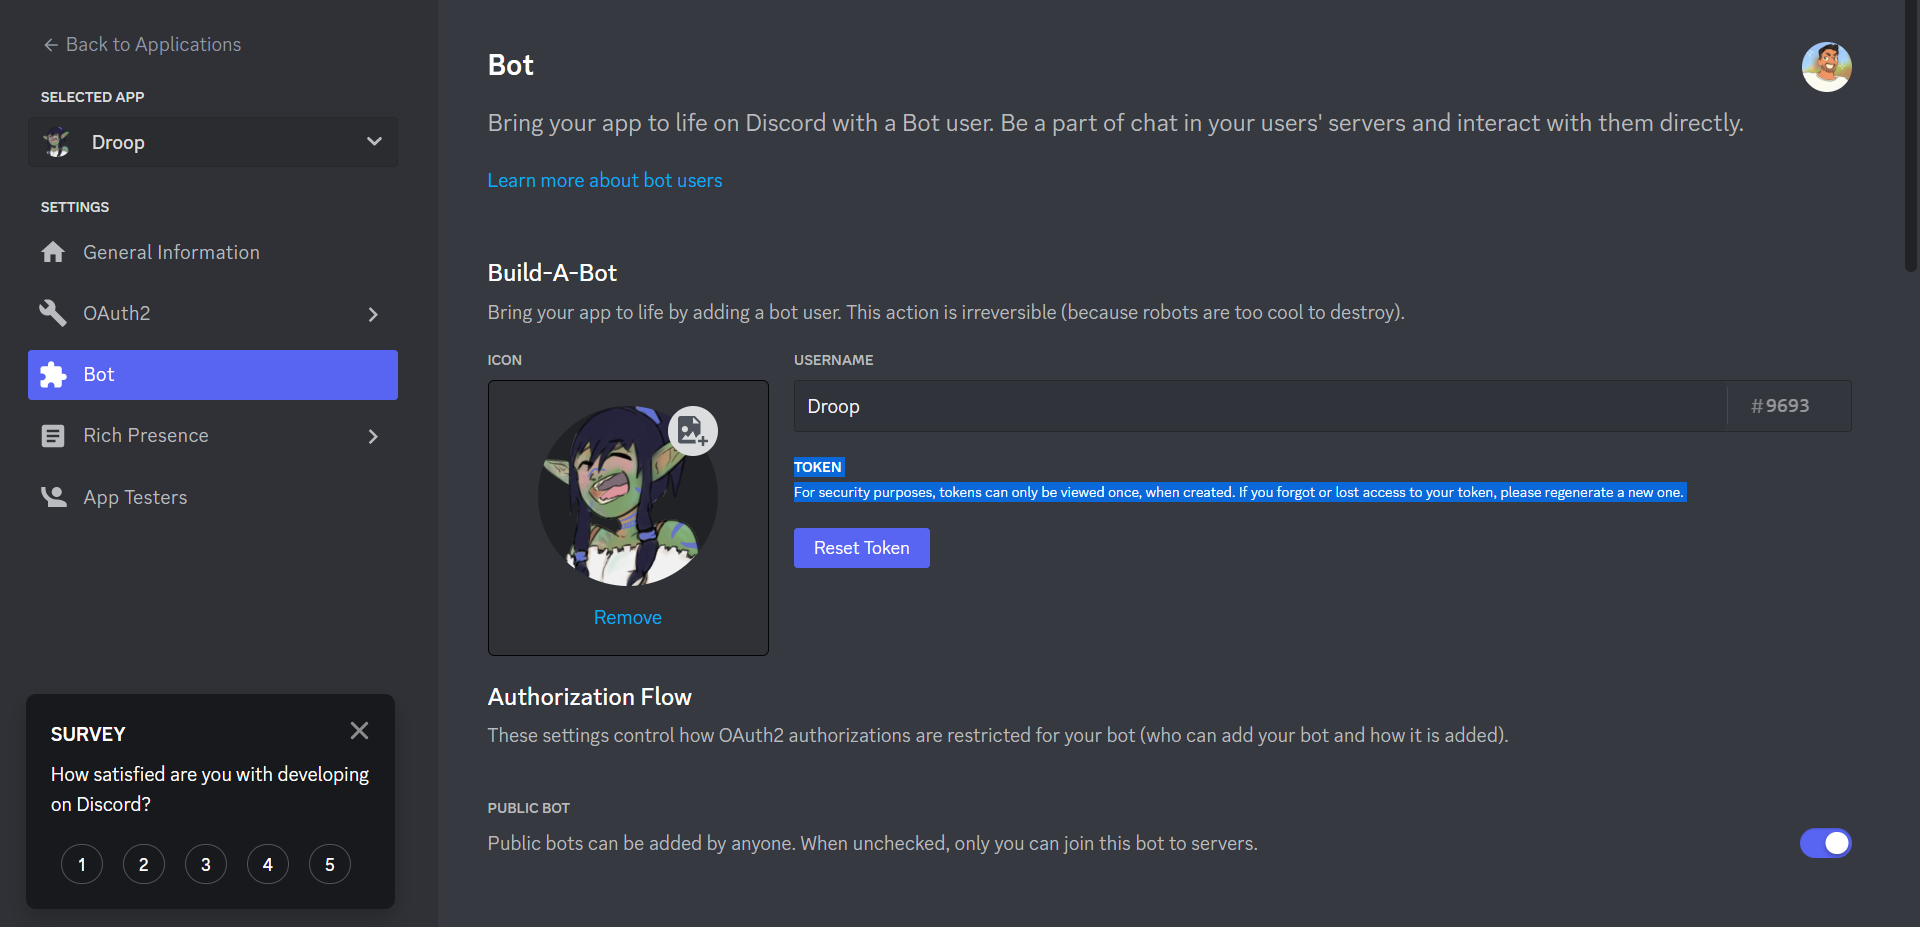 Back to Applications
SELECTED APP
Droop
SETTINGS
General Information
OAuth2
Bot
Rich Presence
App Testers
SURVEY
How satisfied are you with developing
on Discord?
1 2 3 4 5
Bot
Bring your app to life on Discord with a Bot user. Be a part of chat in your users' servers and interact with them directly.
Learn more about bot users
Build-A-Bot
Bring your app to life by adding a bot user. This action is irreversible (because robots are too cool to destroy).
ICON
Remove
USERNAME
Droop #9693
TOKEN
For security purposes, tokens can only be viewed once, when created. If you forgot or lost access to your token, please regenerate a new one.
Reset Token
Authorization Flow
These settings control how OAuth2 authorizations are restricted for your bot (who can add your bot and how it is added).
PUBLIC BOT
Public bots can be added by anyone. When unchecked, only you can join this bot to servers.